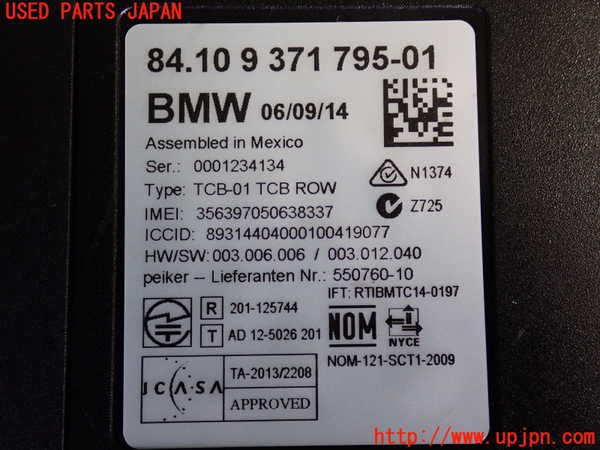 USED PARTS JAPAN
84.10 9 371 795-01
BMW 06/09/14
Assembled in Mexico
Ser.: 0001234134
N1374
Type: TCB-01 TCB ROW
IMEI: 356397050638337
Z725
ICCID: 89314404000100419077
HW/SW: 003.006.006 / 003.012.040
peiker – Lieferanten Nr.: 550760-10
IFT: RTIBMTC14-0197
R 201-125744
T AD 12-5026 201
NOM
NYCE
NOM-121-SCT1-2009
ICASA
TA-2013/2208
APPROVED
http://www.upjpn.com/